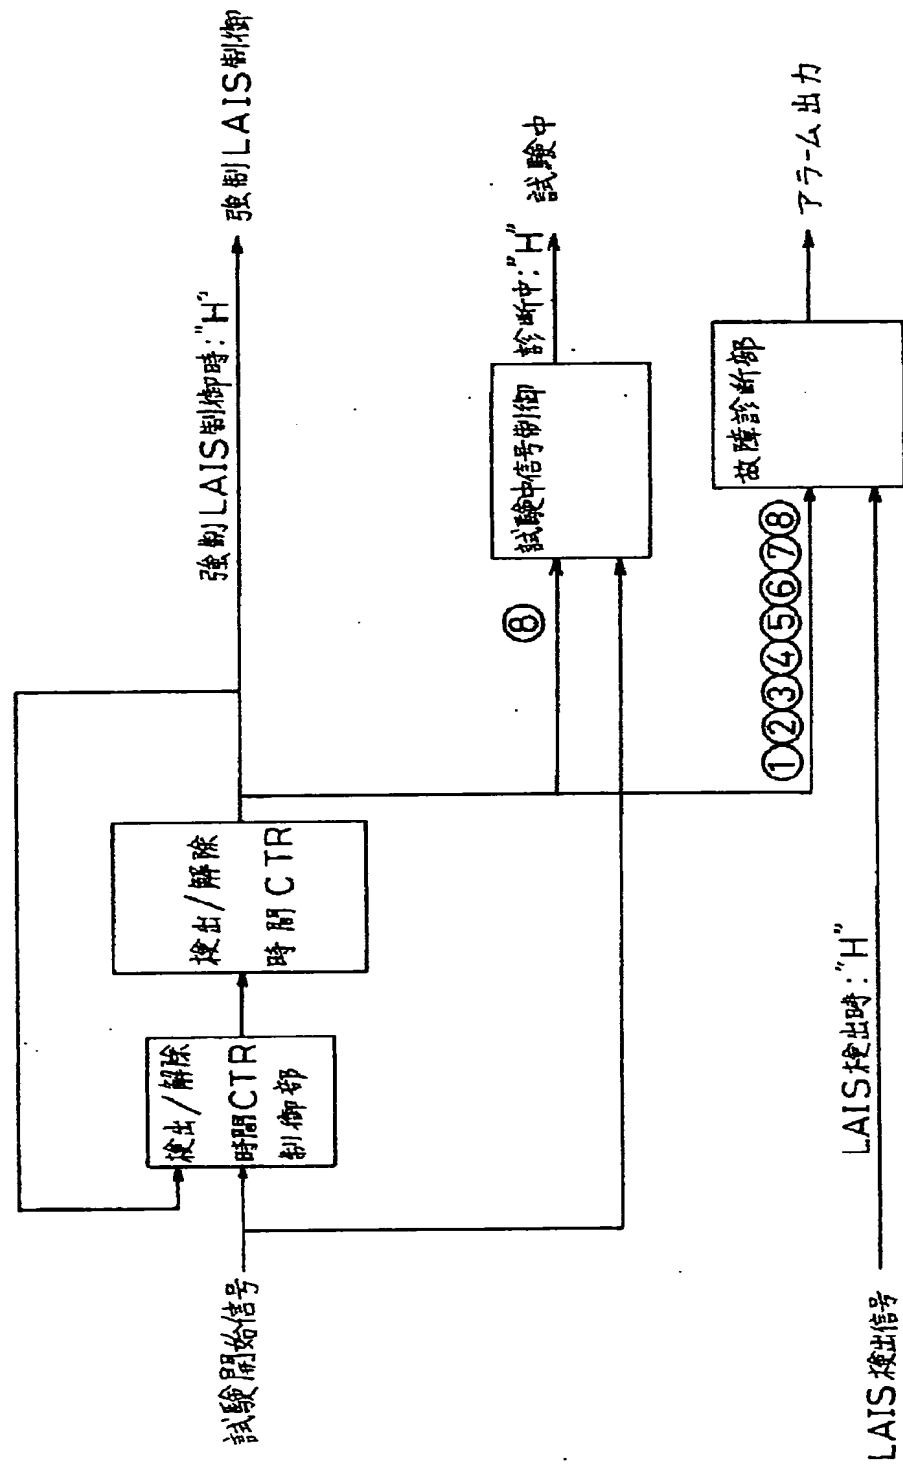 試験開始信号
検出/解除
時間CTR
制御部
検出/解除
時間CTR
強制LAIS制御時:"H"
強制LAIS制御
⑧
試験中信号制御
診断中:"H"
試験中
①②③④⑤⑥⑦⑧
故障診断部
アラーム出力
LAIS検出信号
LAIS検出時:"H"